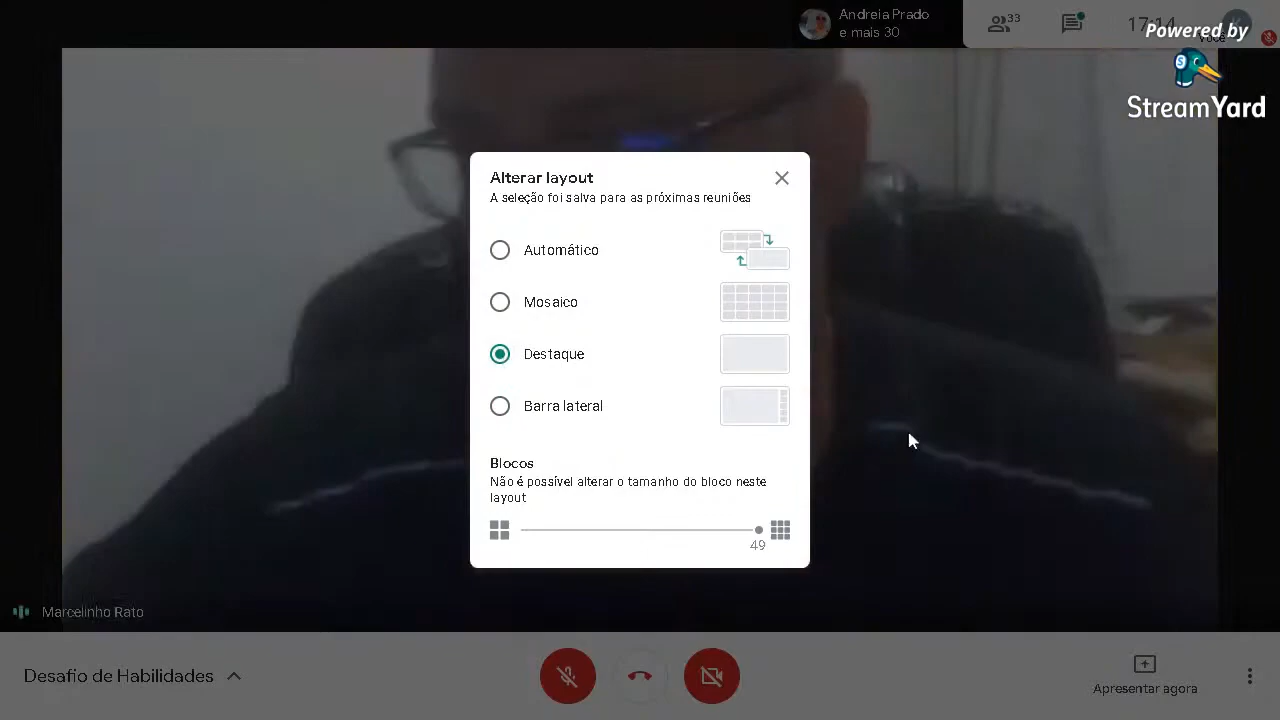 Andreia Prado
e mais 30
33
17:14
Você
Powered by
StreamYard
Alterar layout
A seleção foi salva para as próximas reuniões
Automático
Mosaico
Destaque
Barra lateral
Blocos
Não é possível alterar o tamanho do bloco neste
layout
49
Marcelinho Rato
Desafio de Habilidades
Apresentar agora